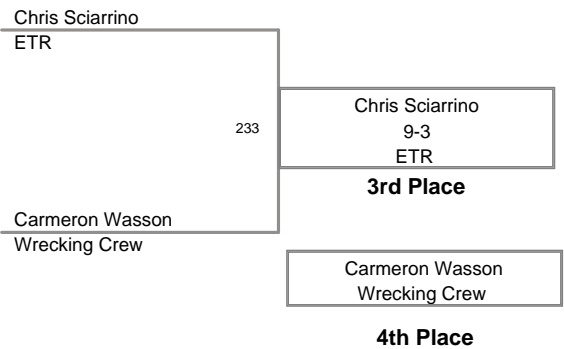 Chris Sciarrino
ETR
233
Chris Sciarrino
9-3
ETR
3rd Place
Carmeron Wasson
Wrecking Crew
Carmeron Wasson
Wrecking Crew
4th Place